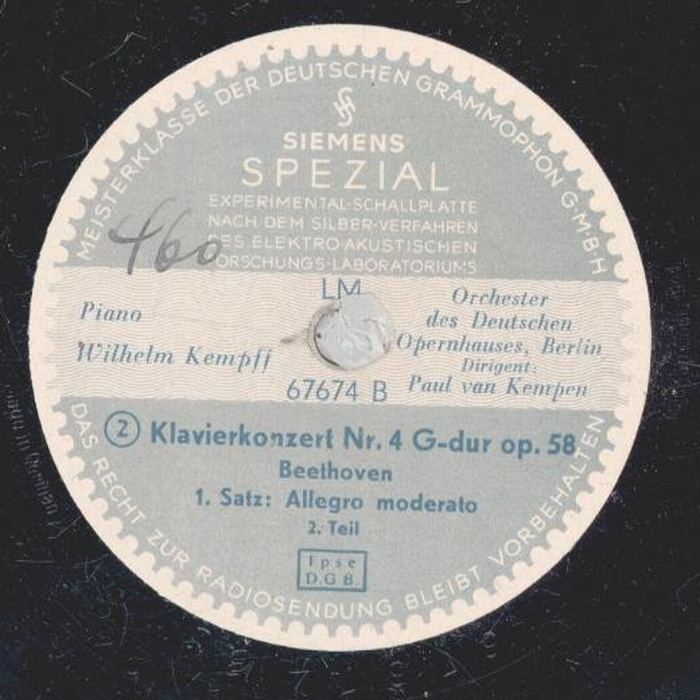 MEISTERKLASSE DER DEUTSCHEN GRAMMOPHON G·M·B·H
SIEMENS
SPEZIAL
EXPERIMENTAL-SCHALLPLATTE
NACH DEM SILBER-VERFAHREN
DES ELEKTRO-AKUSTISCHEN
FORSCHUNGS-LABORATORIUMS
460
LM
Piano
Wilhelm Kempff
Orchester
des Deutschen
Opernhauses, Berlin
Dirigent:
Paul van Kempen
67674 B
2 Klavierkonzert Nr. 4 G-dur op. 58
Beethoven
1. Satz: Allegro moderato
2. Teil
Ipse
D.G.B.
DAS RECHT ZUR RADIOSENDUNG BLEIBT VORBEHALTEN